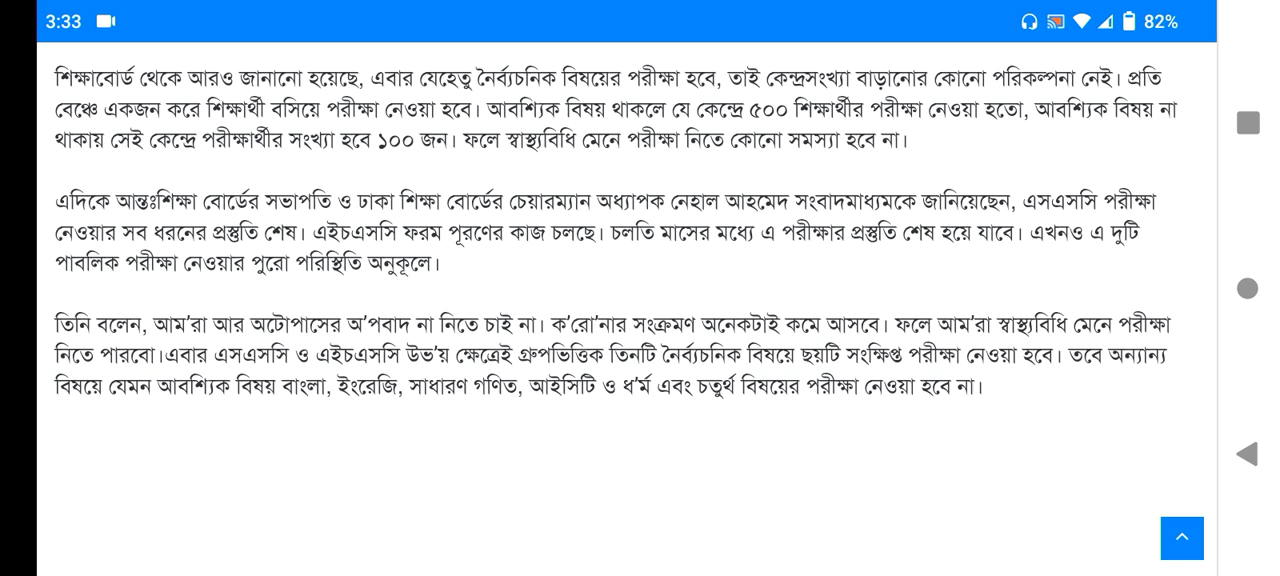 3:33
82%
শিক্ষাবোর্ড থেকে আরও জানানো হয়েছে, এবার যেহেতু নৈর্ব্যচনিক বিষয়ের পরীক্ষা হবে, তাই কেন্দ্রসংখ্যা বাড়ানোর কোনো পরিকল্পনা নেই। প্রতি
বেঞ্চে একজন করে শিক্ষার্থী বসিয়ে পরীক্ষা নেওয়া হবে। আবশ্যিক বিষয় থাকলে যে কেন্দ্রে ৫০০ শিক্ষার্থীর পরীক্ষা নেওয়া হতো, আবশ্যিক বিষয় না
থাকায় সেই কেন্দ্রে পরীক্ষার্থীর সংখ্যা হবে ১০০ জন। ফলে স্বাস্থ্যবিধি মেনে পরীক্ষা নিতে কোনো সমস্যা হবে না।
এদিকে আন্তঃশিক্ষা বোর্ডের সভাপতি ও ঢাকা শিক্ষা বোর্ডের চেয়ারম্যান অধ্যাপক নেহাল আহমেদ সংবাদমাধ্যমকে জানিয়েছেন, এসএসসি পরীক্ষা
নেওয়ার সব ধরনের প্রস্তুতি শেষ। এইচএসসি ফরম পূরণের কাজ চলছে। চলতি মাসের মধ্যে এ পরীক্ষার প্রস্তুতি শেষ হয়ে যাবে। এখনও এ দুটি
পাবলিক পরীক্ষা নেওয়ার পুরো পরিস্থিতি অনুকূলে।
তিনি বলেন, আম’রা আর অটোপাসের অ’পবাদ না নিতে চাই না। ক’রো’নার সংক্রমণ অনেকটাই কমে আসবে। ফলে আম’রা স্বাস্থ্যবিধি মেনে পরীক্ষা
নিতে পারবো।এবার এসএসসি ও এইচএসসি উভ’য় ক্ষেত্রেই গ্রুপভিত্তিক তিনটি নৈর্ব্যচনিক বিষয়ে ছয়টি সংক্ষিপ্ত পরীক্ষা নেওয়া হবে। তবে অন্যান্য
বিষয়ে যেমন আবশ্যিক বিষয় বাংলা, ইংরেজি, সাধারণ গণিত, আইসিটি ও ধ’র্ম এবং চতুর্থ বিষয়ের পরীক্ষা নেওয়া হবে না।